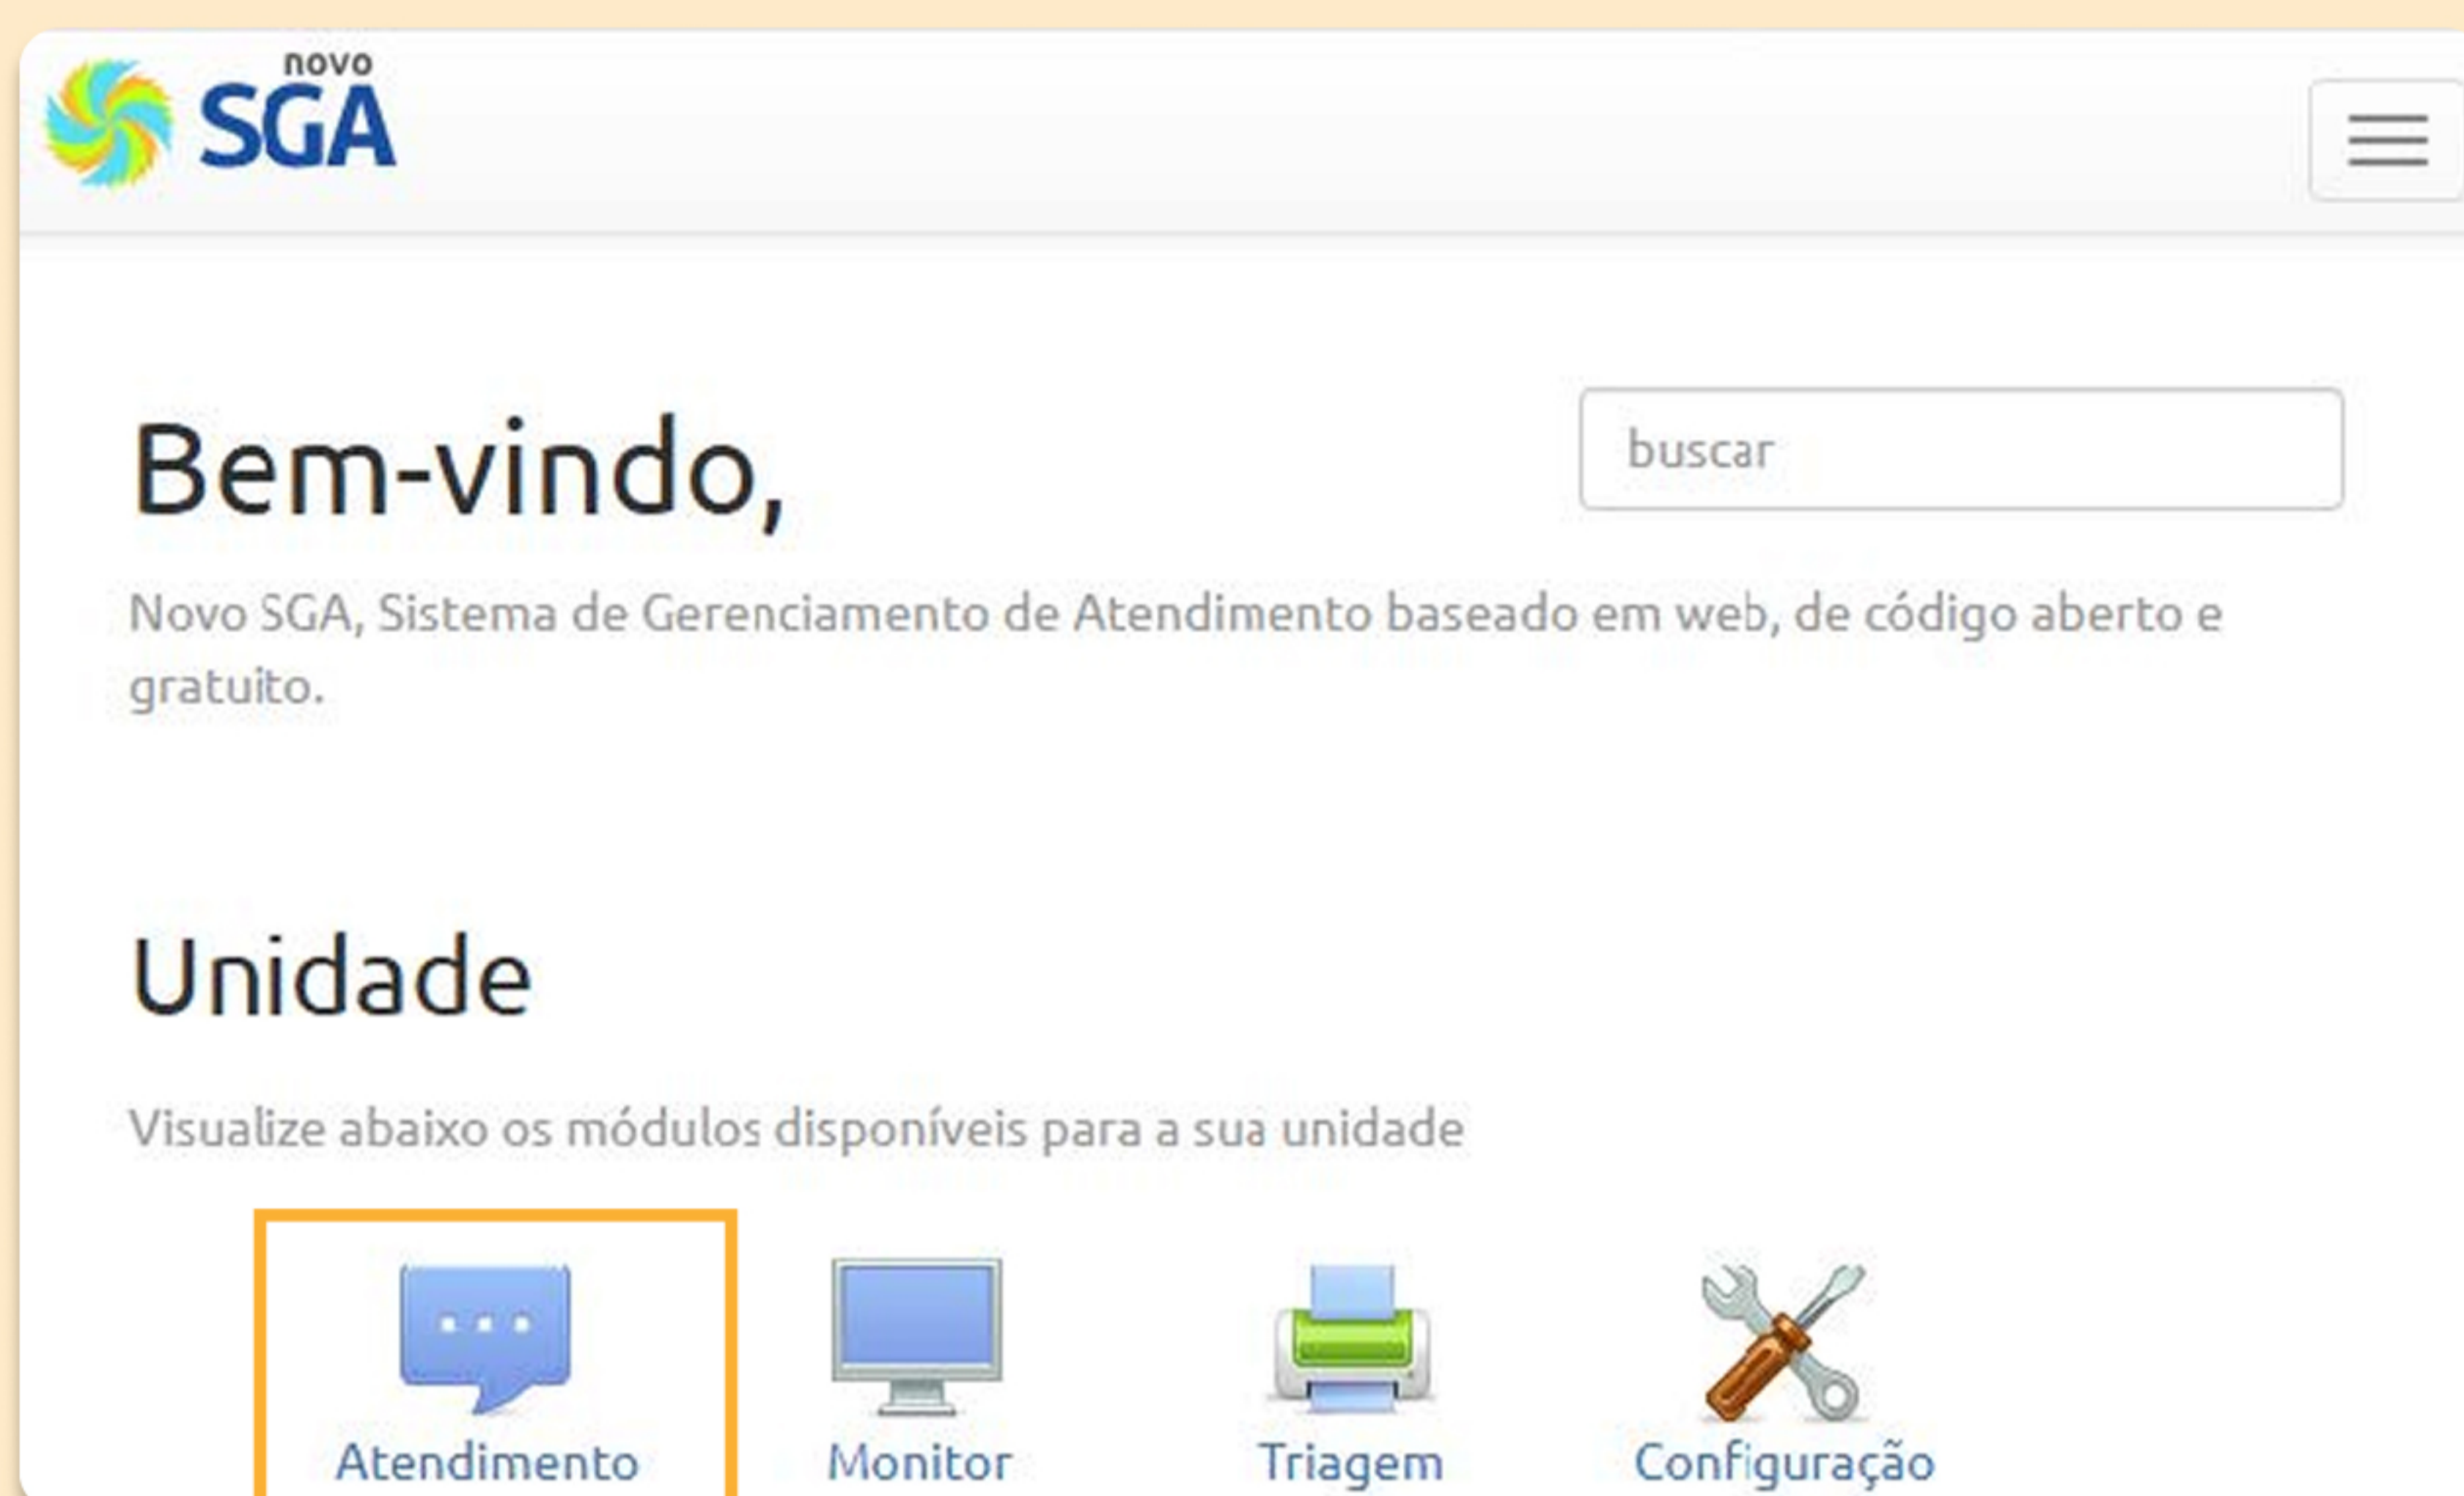 novo
SGA
Bem-vindo,
buscar
Novo SGA, Sistema de Gerenciamento de Atendimento baseado em web, de código aberto e
gratuito.
Unidade
Visualize abaixo os módulos disponíveis para a sua unidade
Atendimento
Monitor
Triagem
Configuração